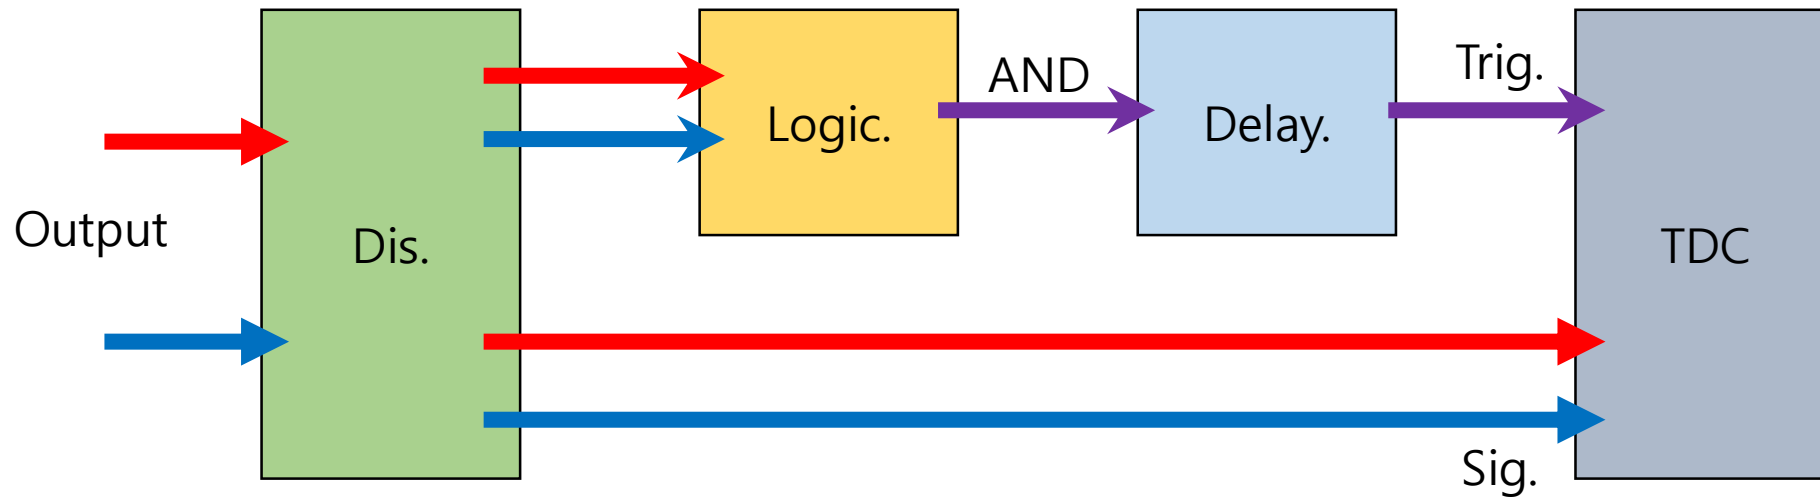 Output
Dis.
Logic.
AND
Delay.
Trig.
TDC
Sig.